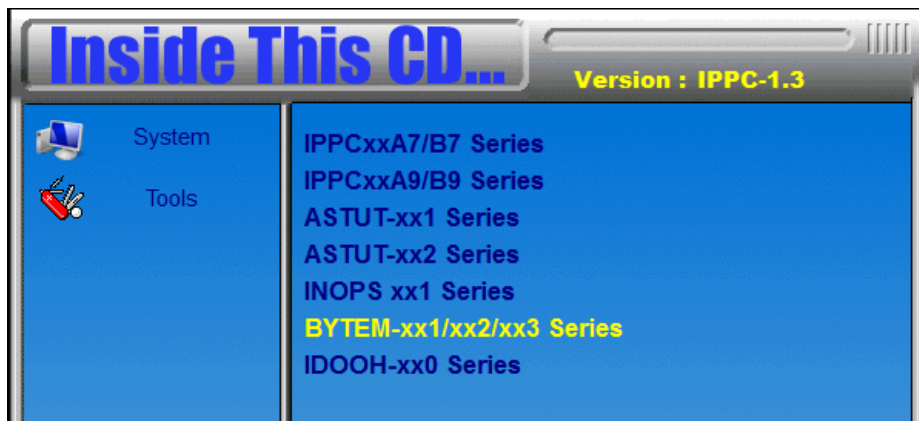 Inside This CD...
Version : IPPC-1.3
System
Tools
IPPCxxA7/B7 Series
IPPCxxA9/B9 Series
ASTUT-xx1 Series
ASTUT-xx2 Series
INOPS xx1 Series
BYTEM-xx1/xx2/xx3 Series
IDOOH-xx0 Series